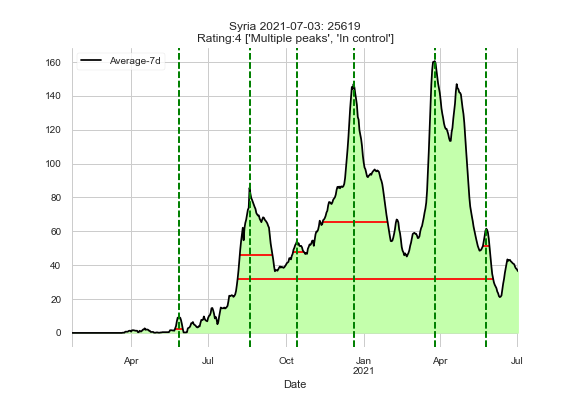 Syria 2021-07-03: 25619
Rating:4 ['Multiple peaks', 'In control']
Average-7d
160
140
120
100
80
60
40
20
0
Apr Jul Oct Jan Apr Jul
2021
Date